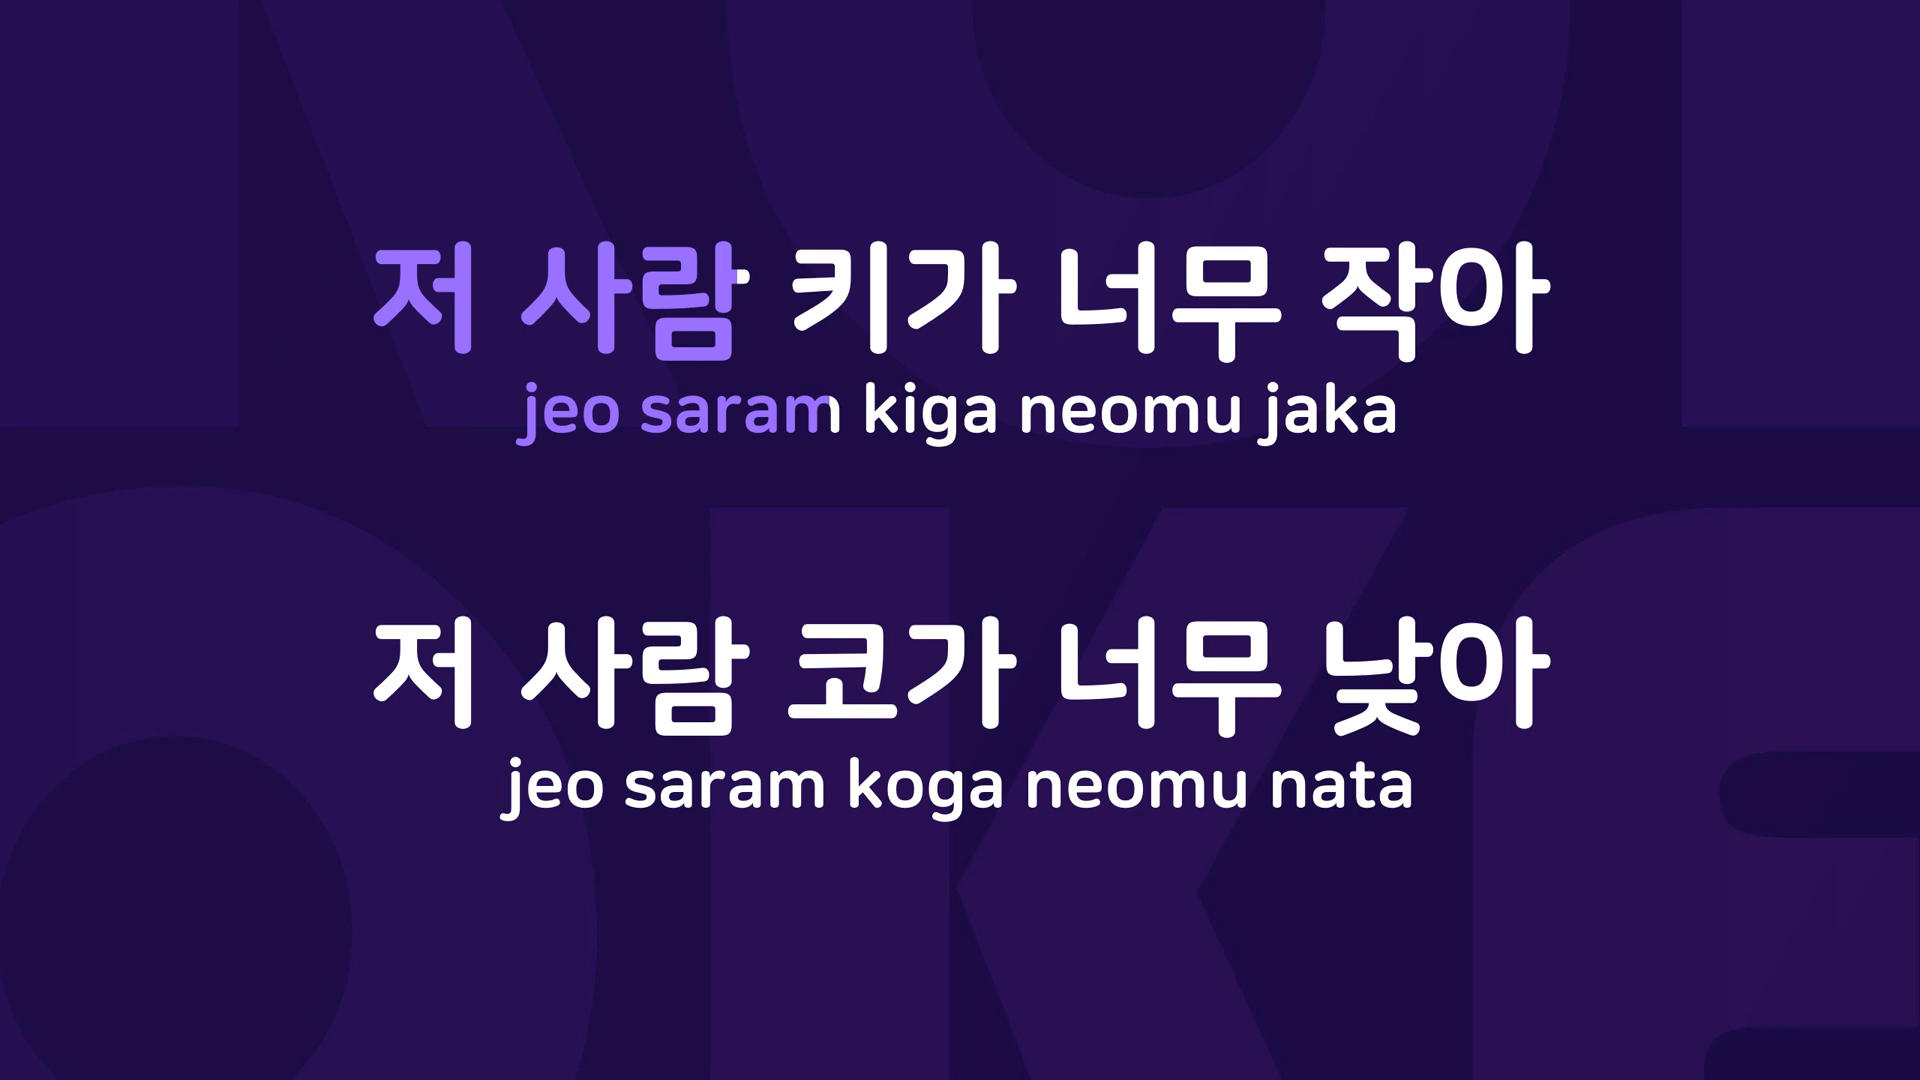 저 사람 키가 너무 작아
jeo saram kiga neomu jaka
저 사람 코가 너무 낮아
jeo saram koga neomu nata